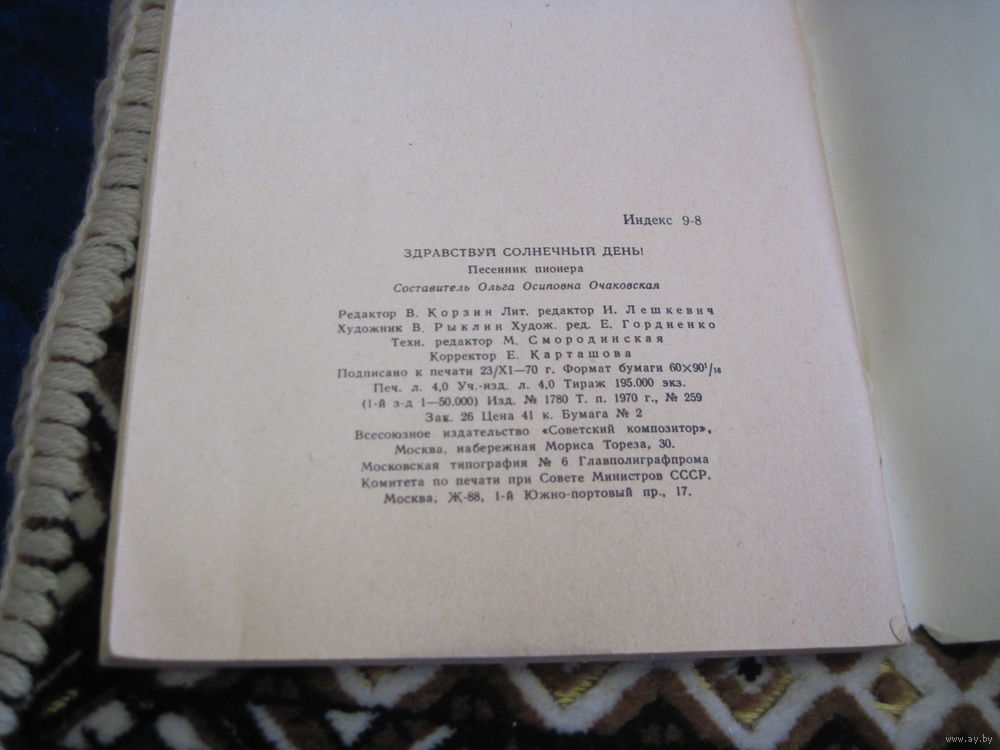 Индекс 9-8
ЗДРАВСТВУЙ СОЛНЕЧНЫЙ ДЕНЬ!
Песенник пионера
Составитель Ольга Осиповна Очаковская
Редактор В. Корзин Лит. редактор И. Лешкевич
Художник В. Рыклин Худож. ред. Е. Гордиенко
Техн. редактор М. Смородинская
Корректор Е. Карташова
Подписано к печати 23/XI—70 г. Формат бумаги 60×90¹/₁₆
Печ. л. 4,0 Уч.-изд. л. 4,0 Тираж 195.000 экз.
(1-й з-д 1—50.000) Изд. № 1780 Т. п. 1970 г., № 259
Зак. 26 Цена 41 к. Бумага № 2
Всесоюзное издательство «Советский композитор»,
Москва, набережная Мориса Тореза, 30.
Московская типография № 6 Главполиграфпрома
Комитета по печати при Совете Министров СССР.
Москва, Ж-88, 1-й Южно-портовый пр., 17.
www.ay.by